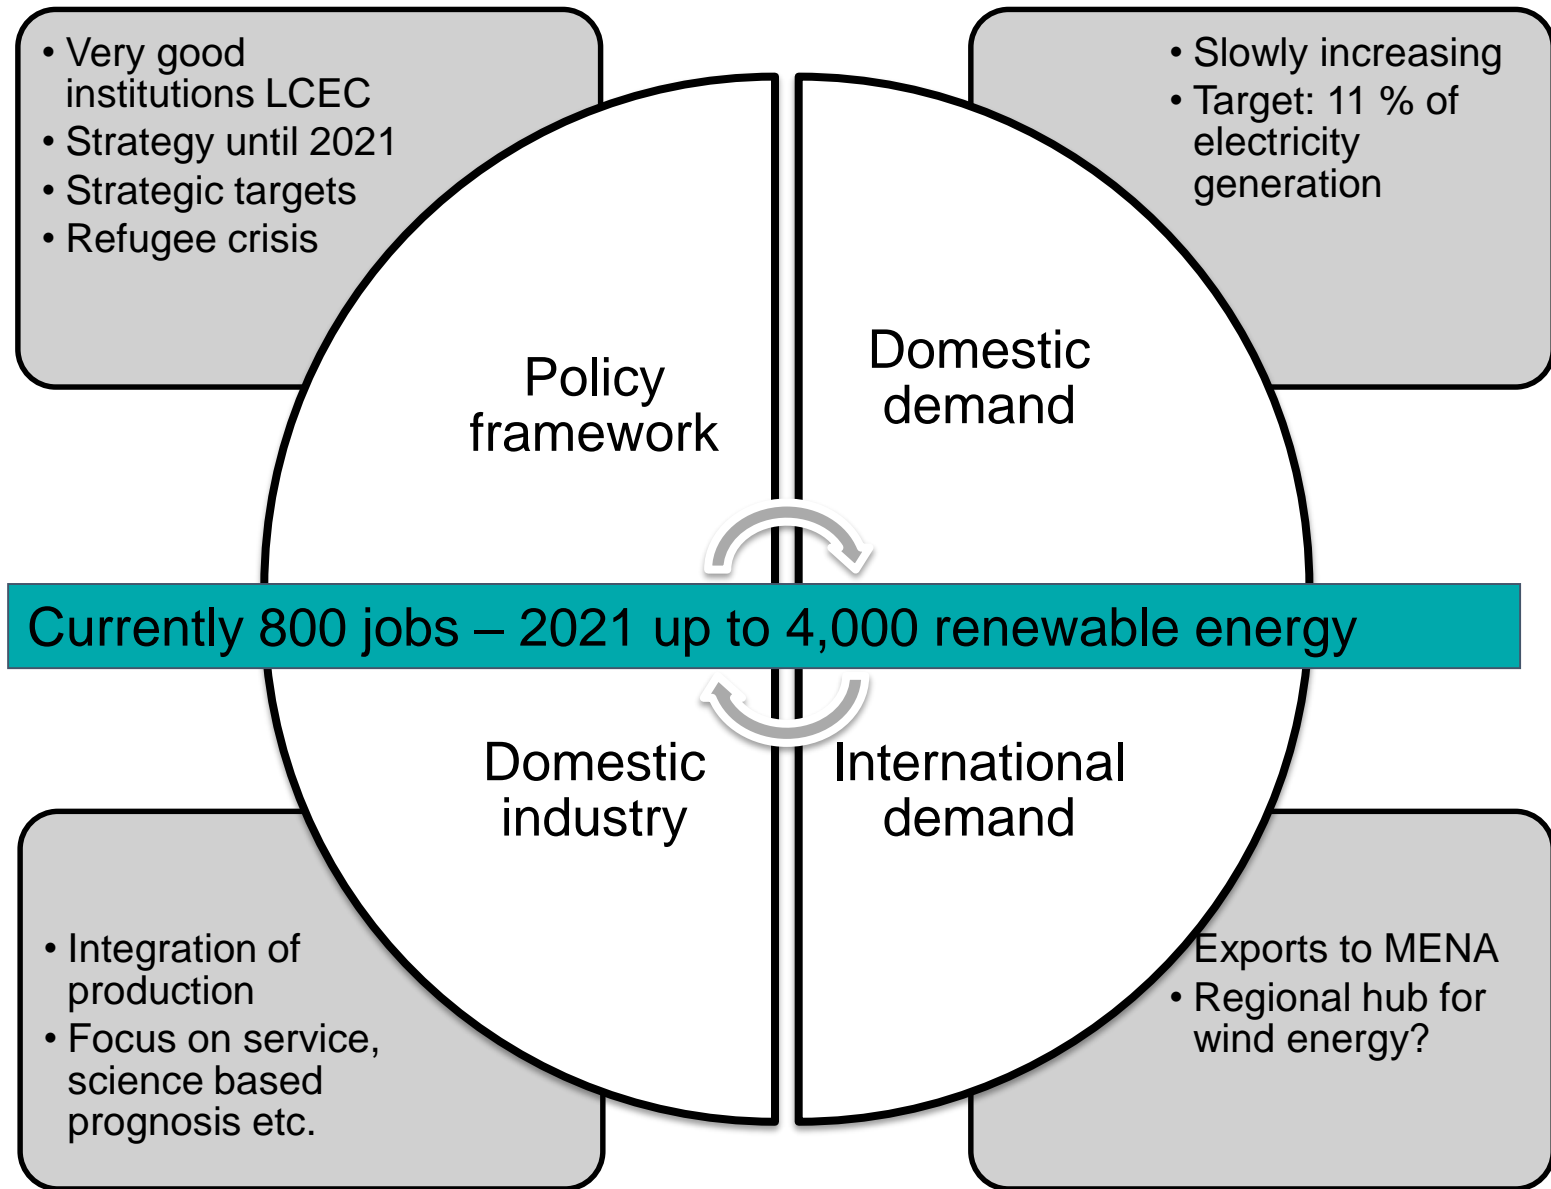 • Very good
institutions LCEC
• Strategy until 2021
• Strategic targets
• Refugee crisis
• Slowly increasing
• Target: 11 % of
electricity
generation
Policy
framework
Domestic
demand
Currently 800 jobs – 2021 up to 4,000 renewable energy
Domestic
industry
International
demand
• Integration of
production
• Focus on service,
science based
prognosis etc.
Exports to MENA
• Regional hub for
wind energy?